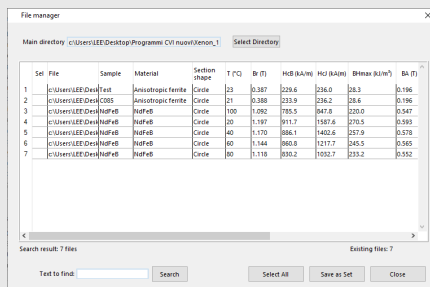 File manager
Main directory c:\Users\LEE\Desktop\Programmi CVI nuovi\Xenon_1 Select Directory
Sel File Sample Material Section shape T (°C) Br (T) HcB (kA/m) HcJ (kA/m) BHmax (kJ/m³) BA (T)
1 c:\Users\LEE\Desk Test Anisotropic ferrite Circle 23 0.387 229.6 236.0 28.3 0.196
2 c:\Users\LEE\Desk C085 Anisotropic ferrite Circle 21 0.388 233.9 236.2 28.6 0.196
3 c:\Users\LEE\Desk NdFeB NdFeB Circle 100 1.092 785.5 847.8 220.0 0.547
4 c:\Users\LEE\Desk NdFeB NdFeB Circle 20 1.197 911.7 1587.6 270.5 0.593
5 c:\Users\LEE\Desk NdFeB NdFeB Circle 40 1.170 886.1 1402.6 257.9 0.578
6 c:\Users\LEE\Desk NdFeB NdFeB Circle 60 1.144 860.8 1217.7 245.5 0.565
7 c:\Users\LEE\Desk NdFeB NdFeB Circle 80 1.118 830.2 1032.7 233.2 0.552
Search result: 7 files Existing files: 7
Text to find: Search Select All Save as Set Close